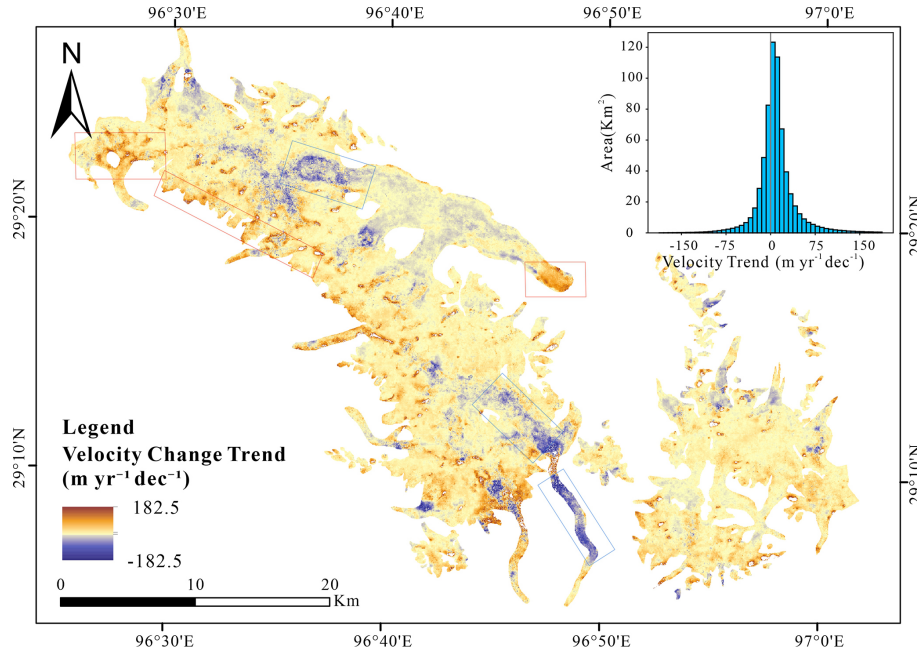 96°30'E 96°40'E 96°50'E 97°0'E
N
120
100
80
60
40
20
0
Area(Km²)
-150 -75 0 75 150
Velocity Trend (m yr⁻¹ dec⁻¹)
29°20'N
29°20'N
29°10'N
29°10'N
Legend
Velocity Change Trend
(m yr⁻¹ dec⁻¹)
182.5
=
-182.5
0 10 20
Km
96°30'E 96°40'E 96°50'E 97°0'E